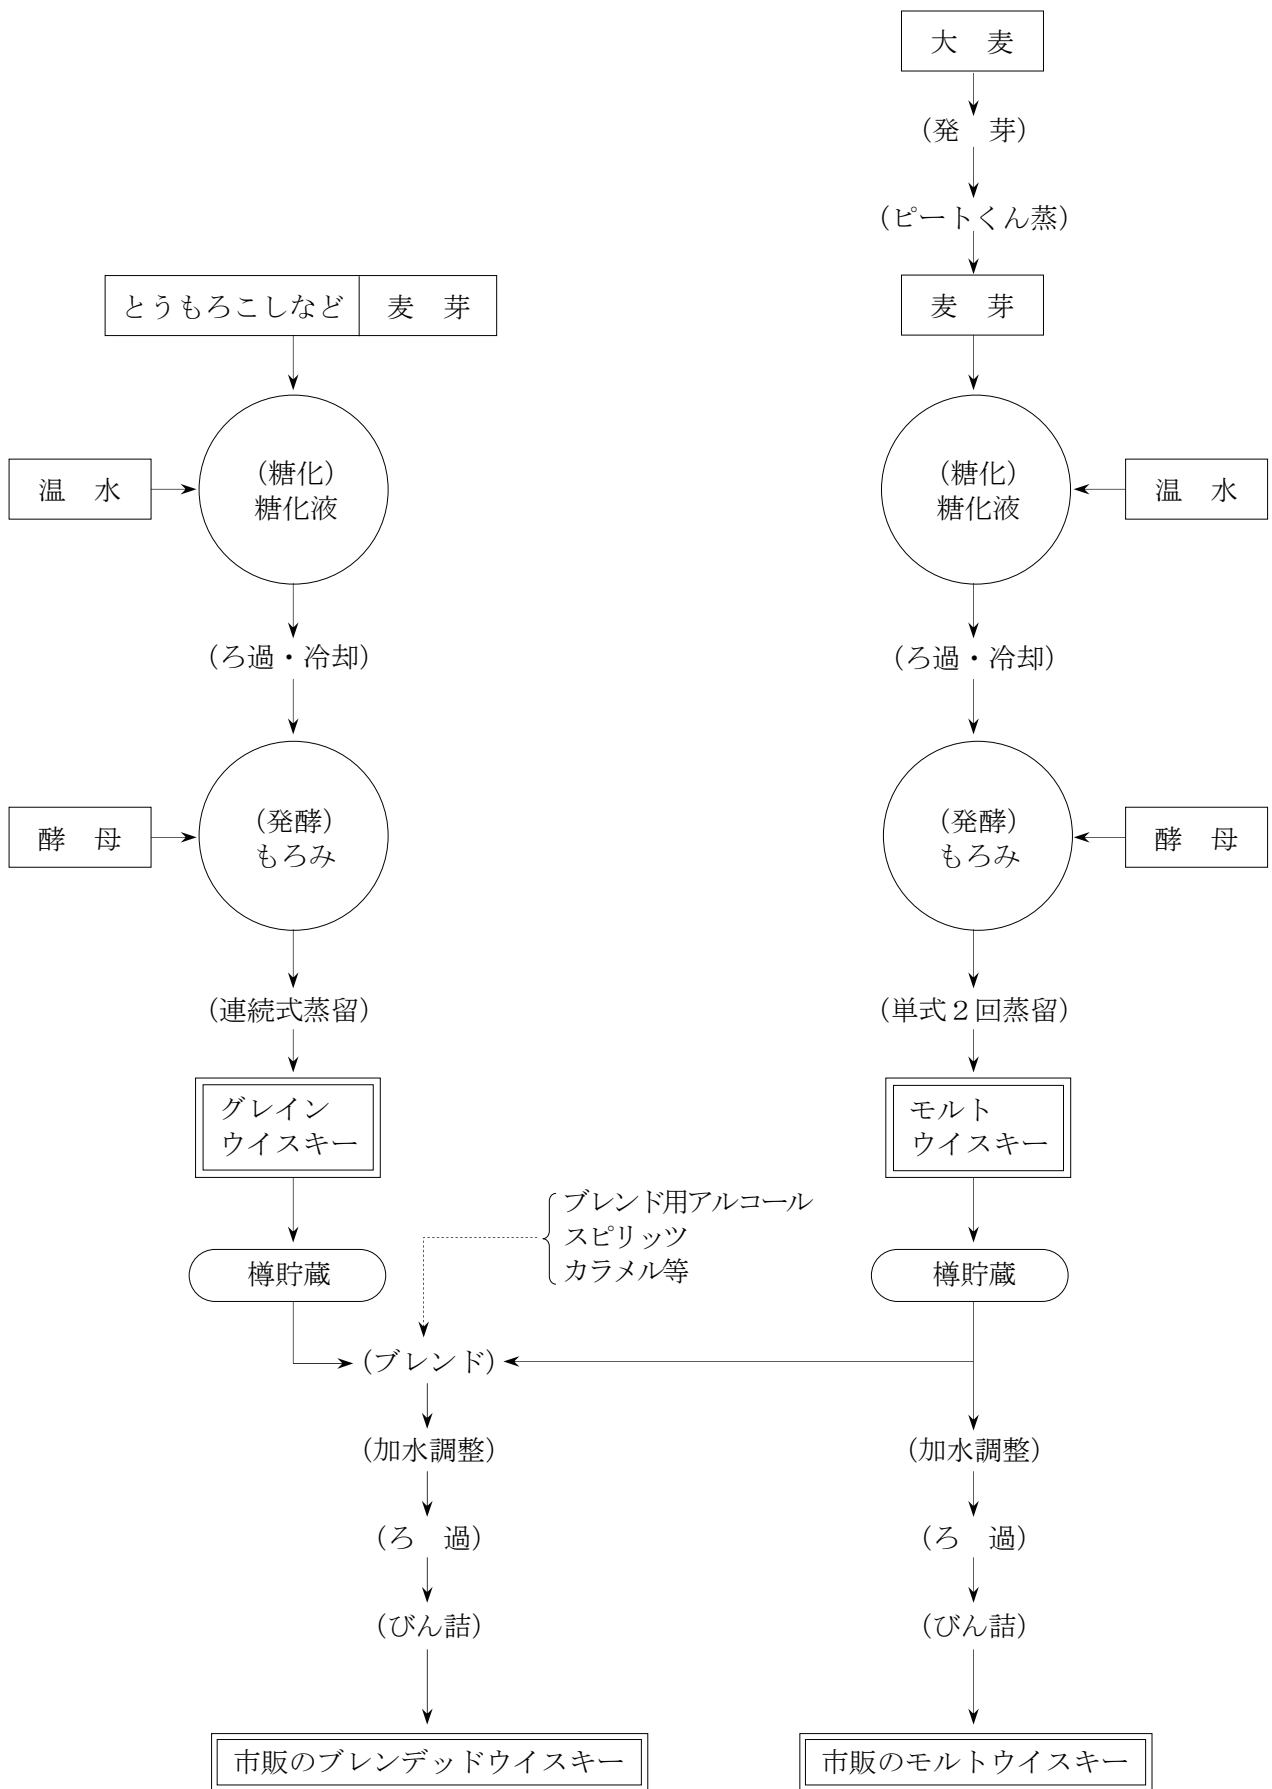 大　麦
(発　芽)
(ピートくん蒸)
とうもろこしなど　麦　芽
麦　芽
温　水
(糖化)
糖化液
(糖化)
糖化液
温　水
(ろ過・冷却)
(ろ過・冷却)
酵　母
(発酵)
もろみ
(発酵)
もろみ
酵　母
(連続式蒸留)
(単式２回蒸留)
グレイン
ウイスキー
モルト
ウイスキー
ブレンド用アルコール
スピリッツ
カラメル等
樽貯蔵
樽貯蔵
(ブレンド)
(加水調整)
(加水調整)
(ろ　過)
(ろ　過)
(びん詰)
(びん詰)
市販のブレンデッドウイスキー
市販のモルトウイスキー